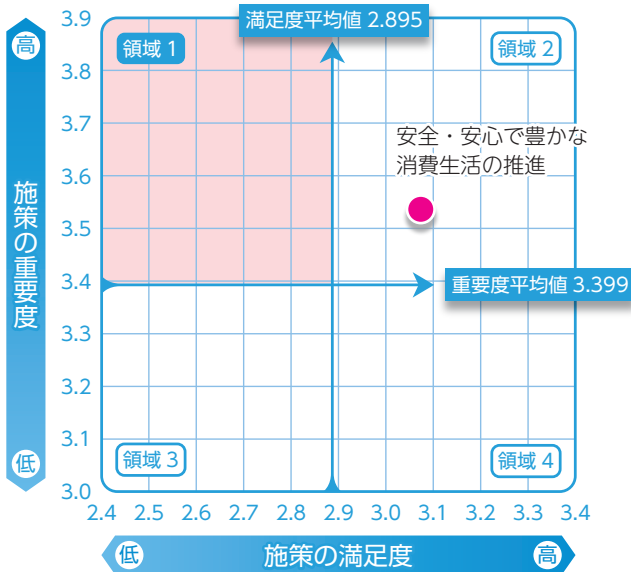 満足度平均値 2.895
高
領域 1
領域 2
安全・安心で豊かな
消費生活の推進
施策の重要度
重要度平均値 3.399
領域 3
領域 4
低
3.9
3.8
3.7
3.6
3.5
3.4
3.3
3.2
3.1
3.0
2.4 2.5 2.6 2.7 2.8 2.9 3.0 3.1 3.2 3.3 3.4
低 施策の満足度 高